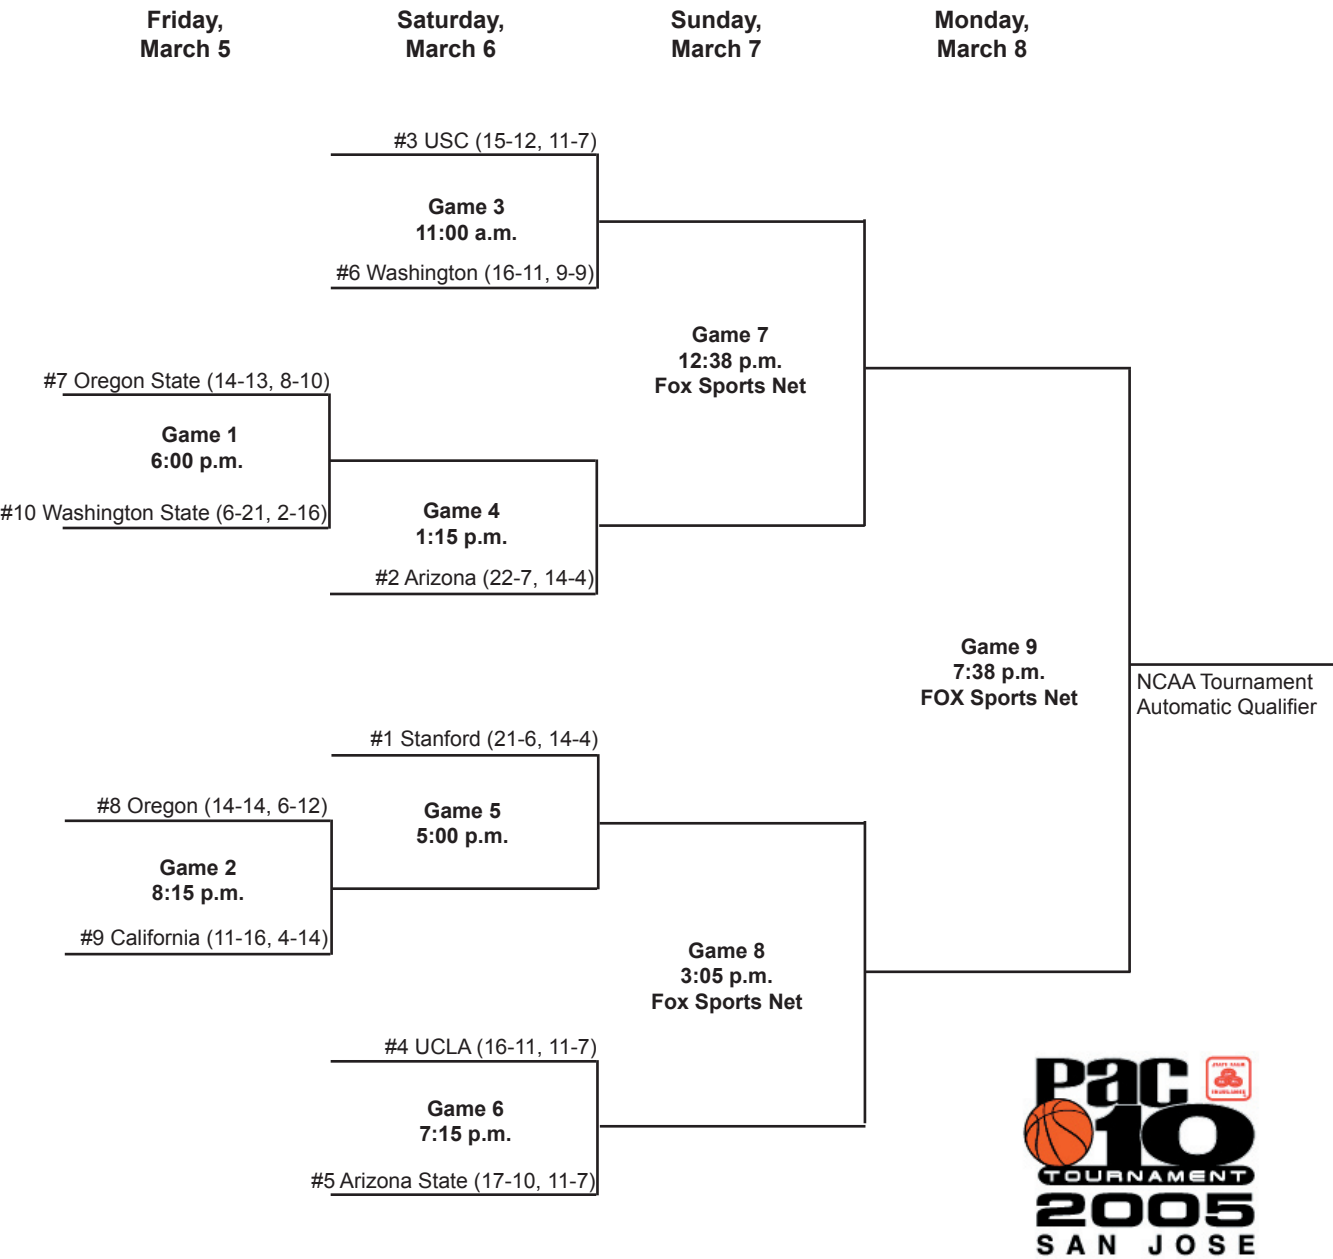 Friday,
March 5
Saturday,
March 6
Sunday,
March 7
Monday,
March 8
#3 USC (15-12, 11-7)
Game 3
11:00 a.m.
#6 Washington (16-11, 9-9)
Game 7
12:38 p.m.
Fox Sports Net
#7 Oregon State (14-13, 8-10)
Game 1
6:00 p.m.
#10 Washington State (6-21, 2-16)
Game 4
1:15 p.m.
#2 Arizona (22-7, 14-4)
Game 9
7:38 p.m.
FOX Sports Net
NCAA Tournament
Automatic Qualifier
#1 Stanford (21-6, 14-4)
#8 Oregon (14-14, 6-12)
Game 5
5:00 p.m.
Game 2
8:15 p.m.
#9 California (11-16, 4-14)
Game 8
3:05 p.m.
Fox Sports Net
#4 UCLA (16-11, 11-7)
Game 6
7:15 p.m.
#5 Arizona State (17-10, 11-7)
Pac
10
TOURNAMENT
2005
SAN JOSE